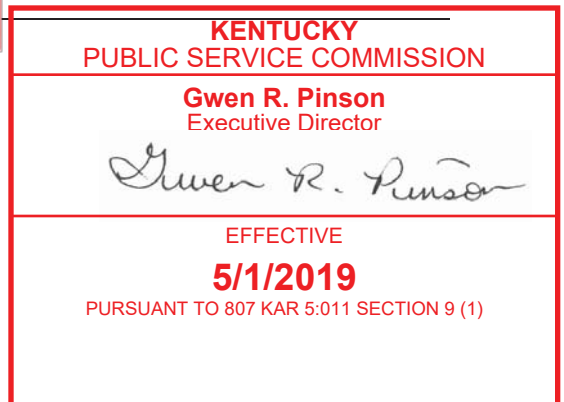 KENTUCKY
PUBLIC SERVICE COMMISSION
Gwen R. Pinson
Executive Director
Gwen R. Pinson
EFFECTIVE
5/1/2019
PURSUANT TO 807 KAR 5:011 SECTION 9 (1)